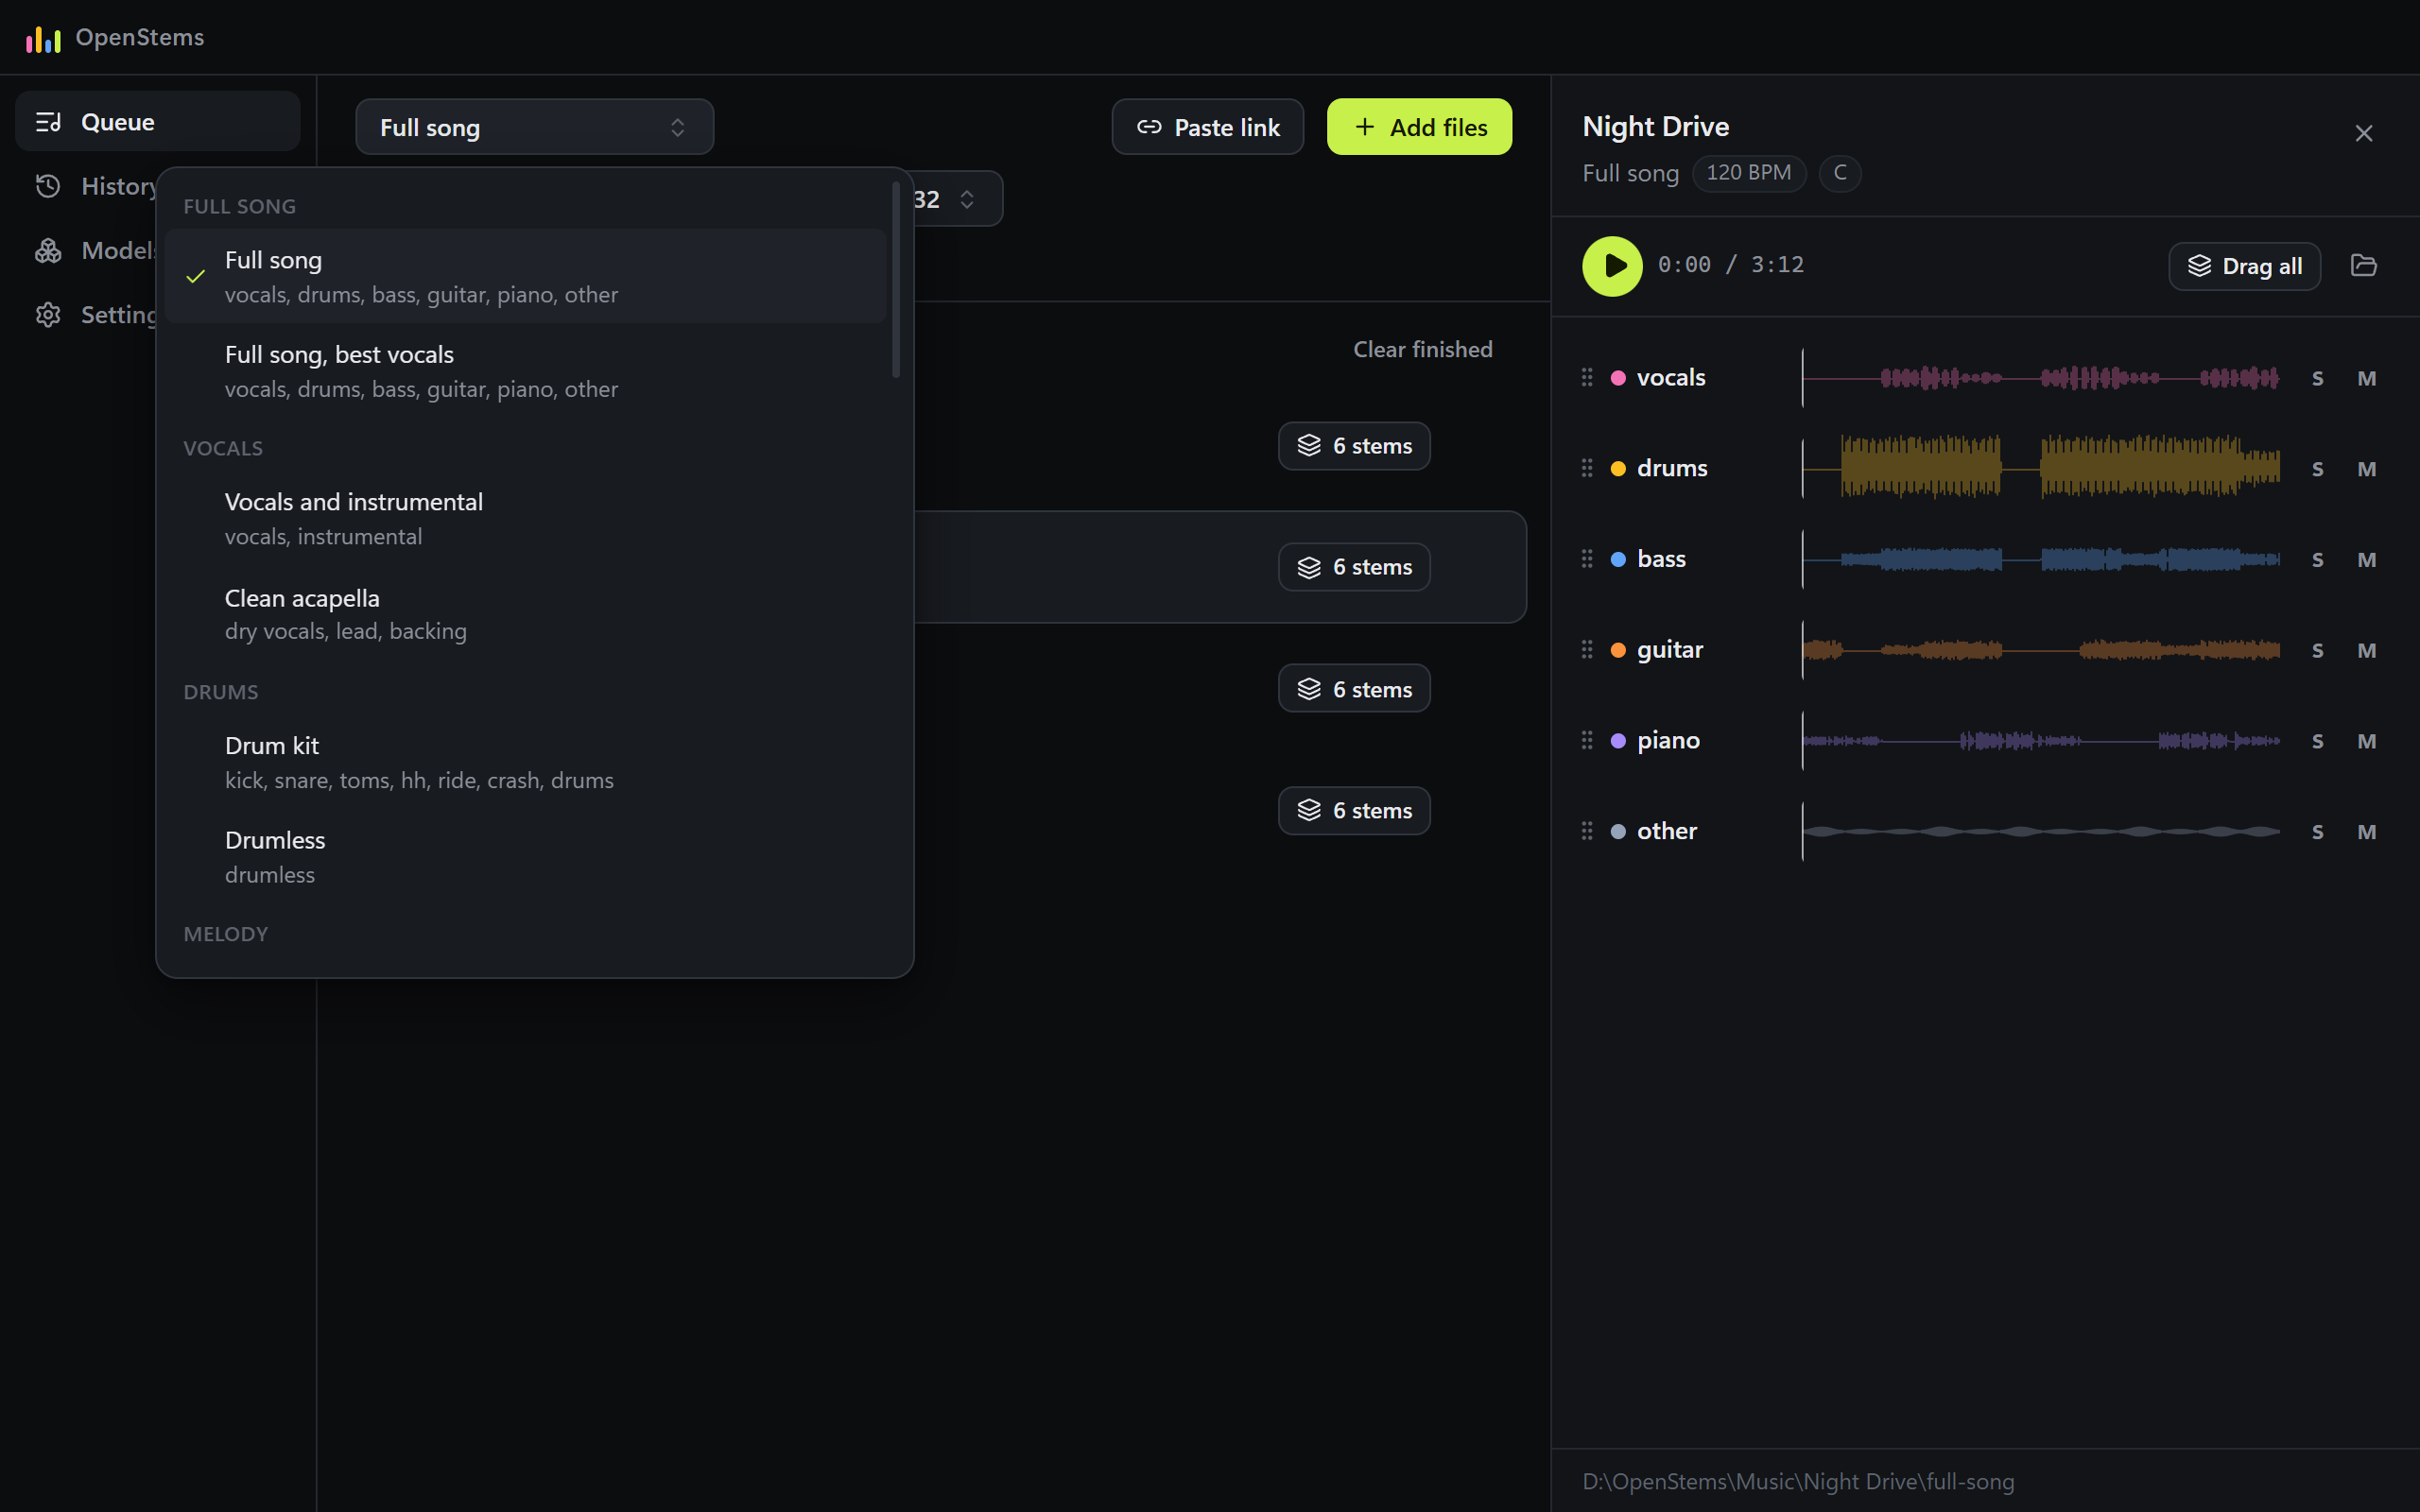 OpenStems
Queue
History
Models
Setting
Full song
Paste link
Add files
32
FULL SONG
Full song
vocals, drums, bass, guitar, piano, other
Full song, best vocals
vocals, drums, bass, guitar, piano, other
VOCALS
Vocals and instrumental
vocals, instrumental
Clean acapella
dry vocals, lead, backing
DRUMS
Drum kit
kick, snare, toms, hh, ride, crash, drums
Drumless
drumless
MELODY
Clear finished
6 stems
6 stems
6 stems
6 stems
Night Drive
Full song 120 BPM C
0:00 / 3:12
Drag all
vocals S M
drums S M
bass S M
guitar S M
piano S M
other S M
D:\OpenStems\Music\Night Drive\full-song